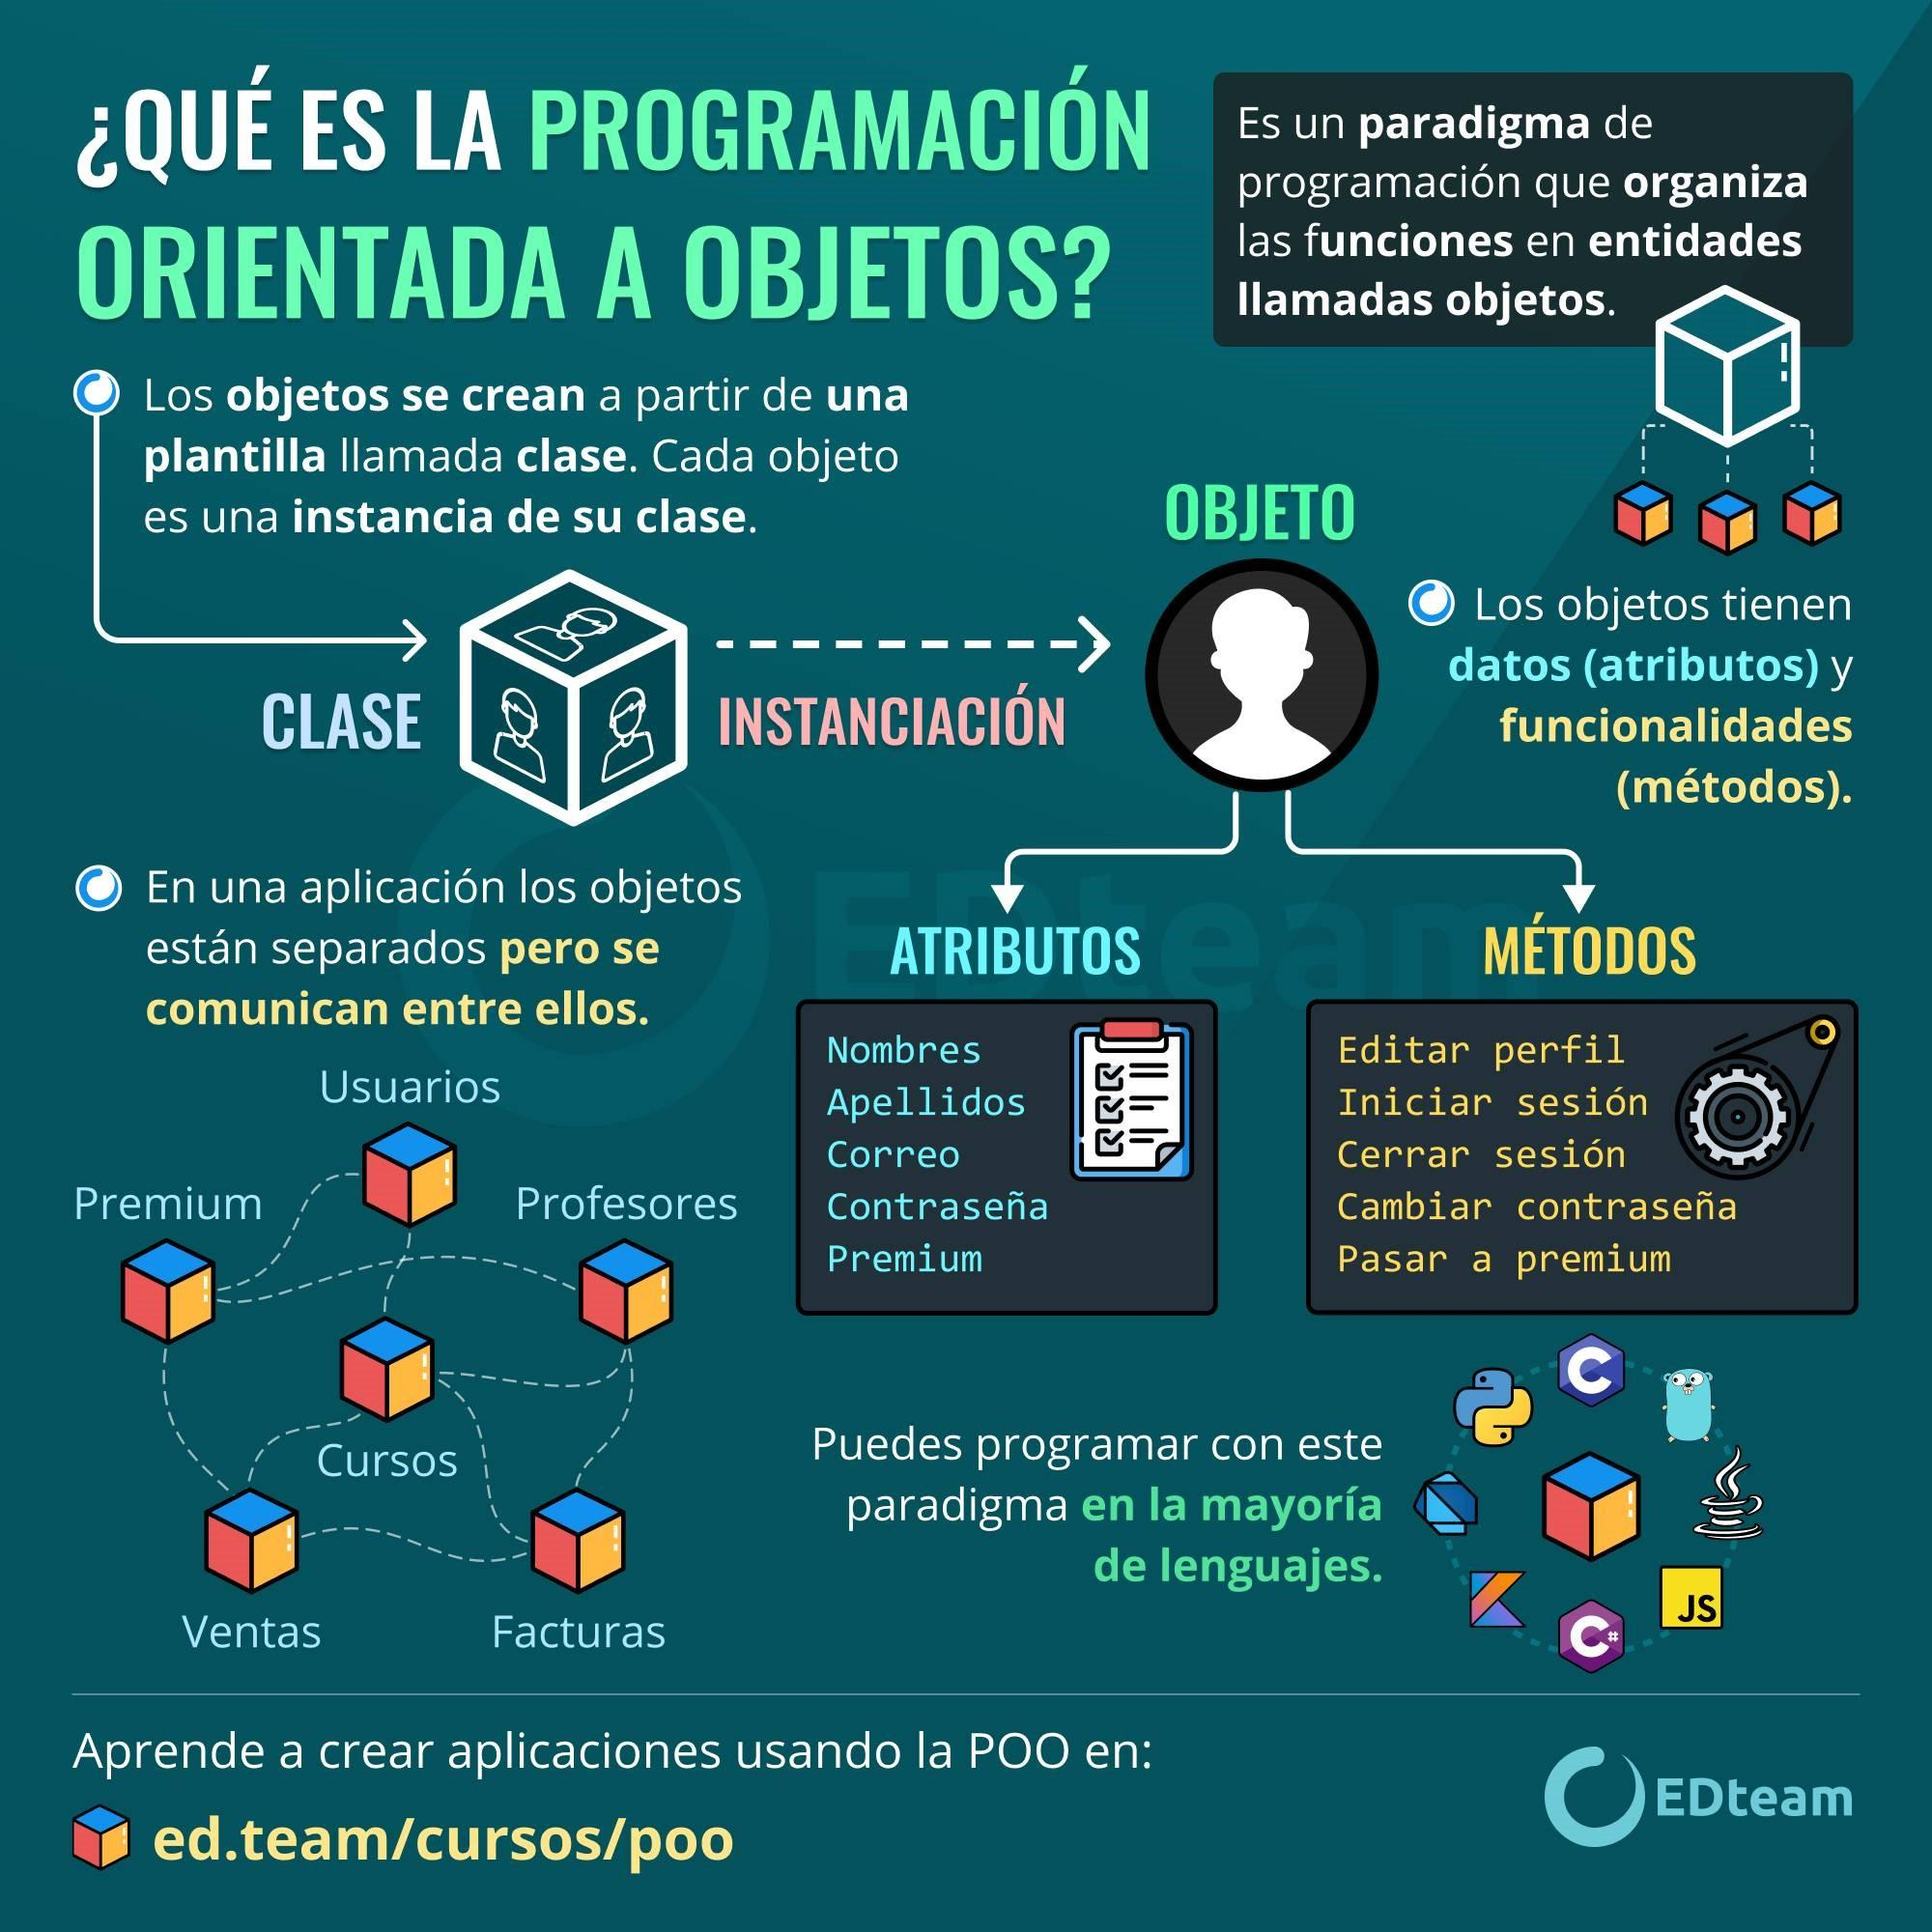 ¿QUÉ ES LA PROGRAMACIÓN
ORIENTADA A OBJETOS?
Es un paradigma de
programación que organiza
las funciones en entidades
llamadas objetos.
Los objetos se crean a partir de una
plantilla llamada clase. Cada objeto
es una instancia de su clase.
CLASE
INSTANCIACIÓN
OBJETO
Los objetos tienen
datos (atributos) y
funcionalidades
(métodos).
En una aplicación los objetos
están separados pero se
comunican entre ellos.
Usuarios
Premium
Profesores
Cursos
Ventas
Facturas
ATRIBUTOS
Nombres
Apellidos
Correo
Contraseña
Premium
MÉTODOS
Editar perfil
Iniciar sesión
Cerrar sesión
Cambiar contraseña
Pasar a premium
EDteam
Puedes programar con este
paradigma en la mayoría
de lenguajes.
C
JS
C#
Aprende a crear aplicaciones usando la POO en:
ed.team/cursos/poo
EDteam